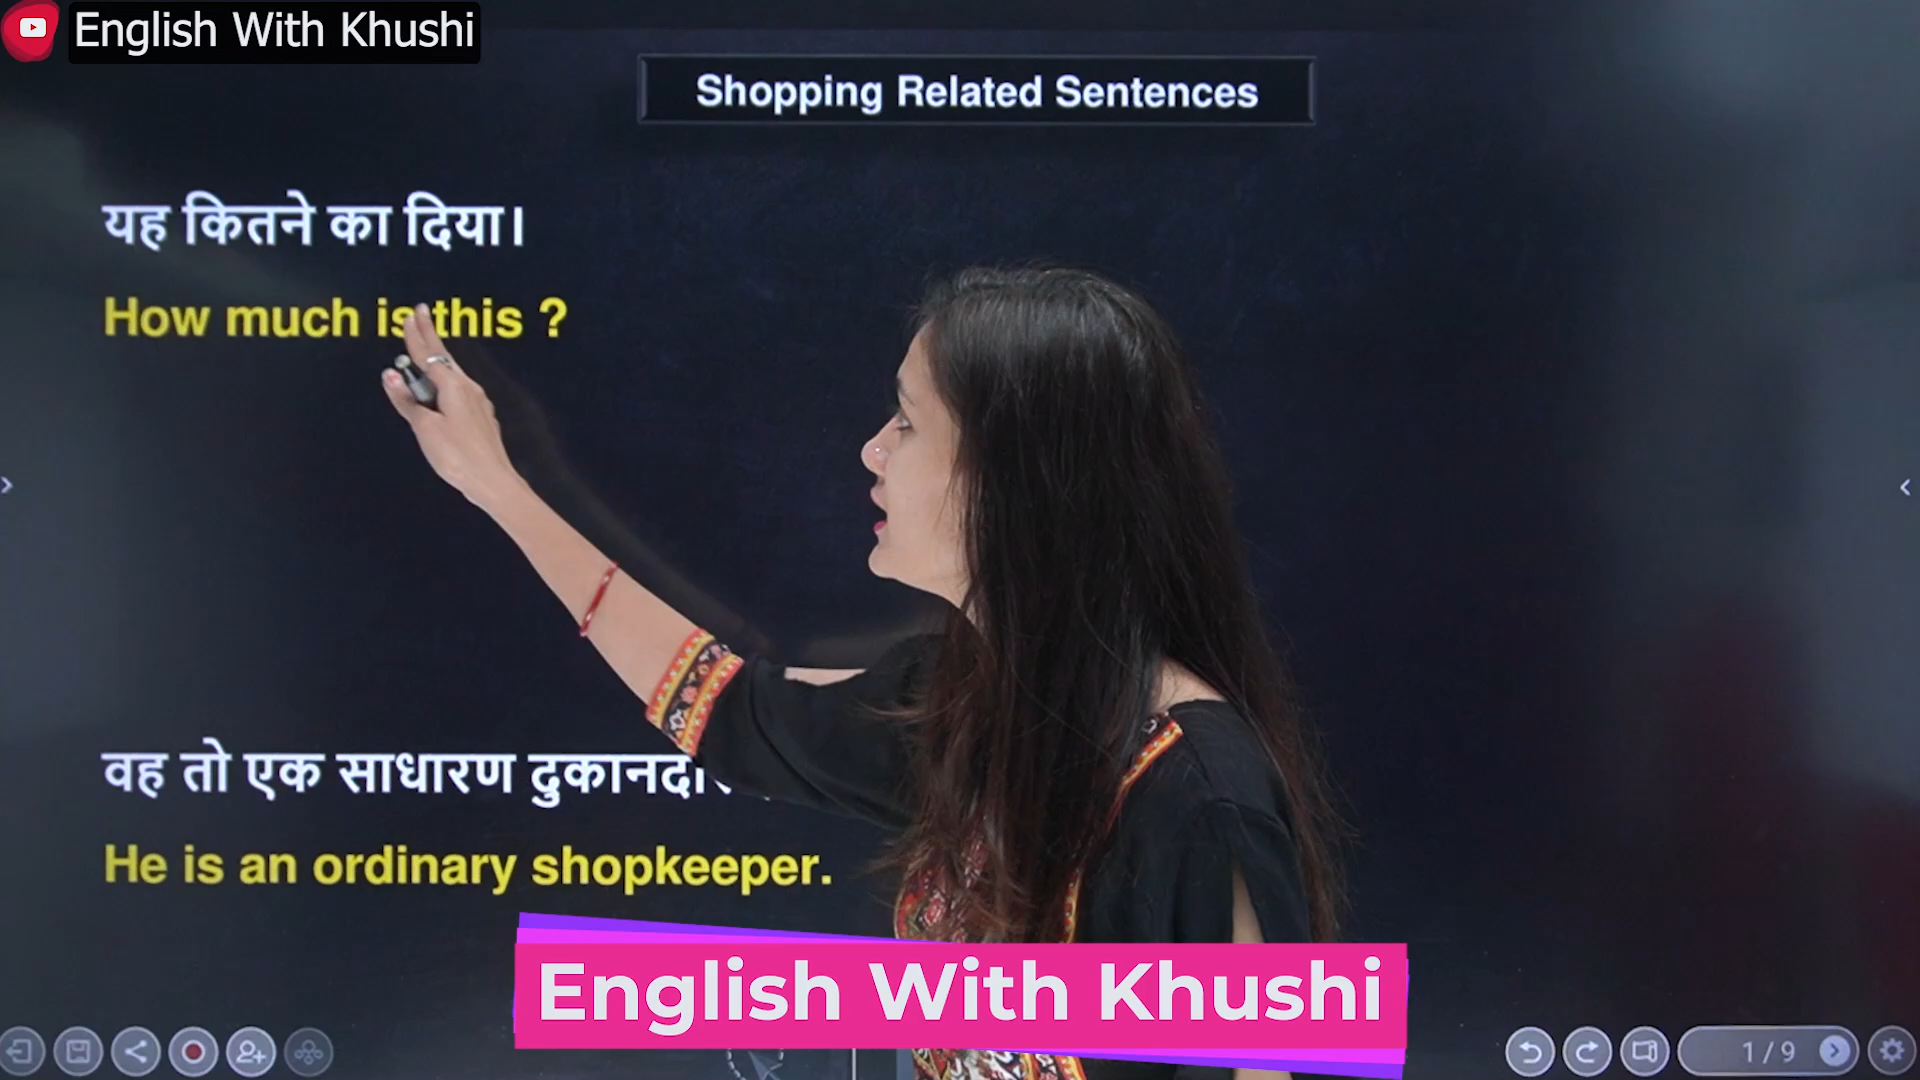 English With Khushi
Shopping Related Sentences
यह कितने का दिया।
How much is this ?
वह तो एक साधारण
He is an ordinary shopkeeper.
English With Khushi
1 / 9